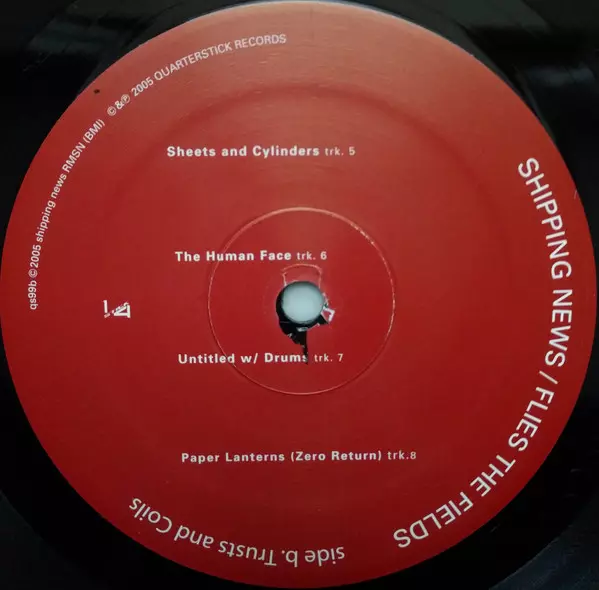 qs99b © 2005 shipping news RMSN (BMI) ©&℗ 2005 QUARTERSTICK RECORDS
SHIPPING NEWS / FLIES THE FIELDS
Sheets and Cylinders trk. 5
The Human Face trk. 6
Untitled w/ Drums trk. 7
Paper Lanterns (Zero Return) trk.8
side b. Trusts and Coils